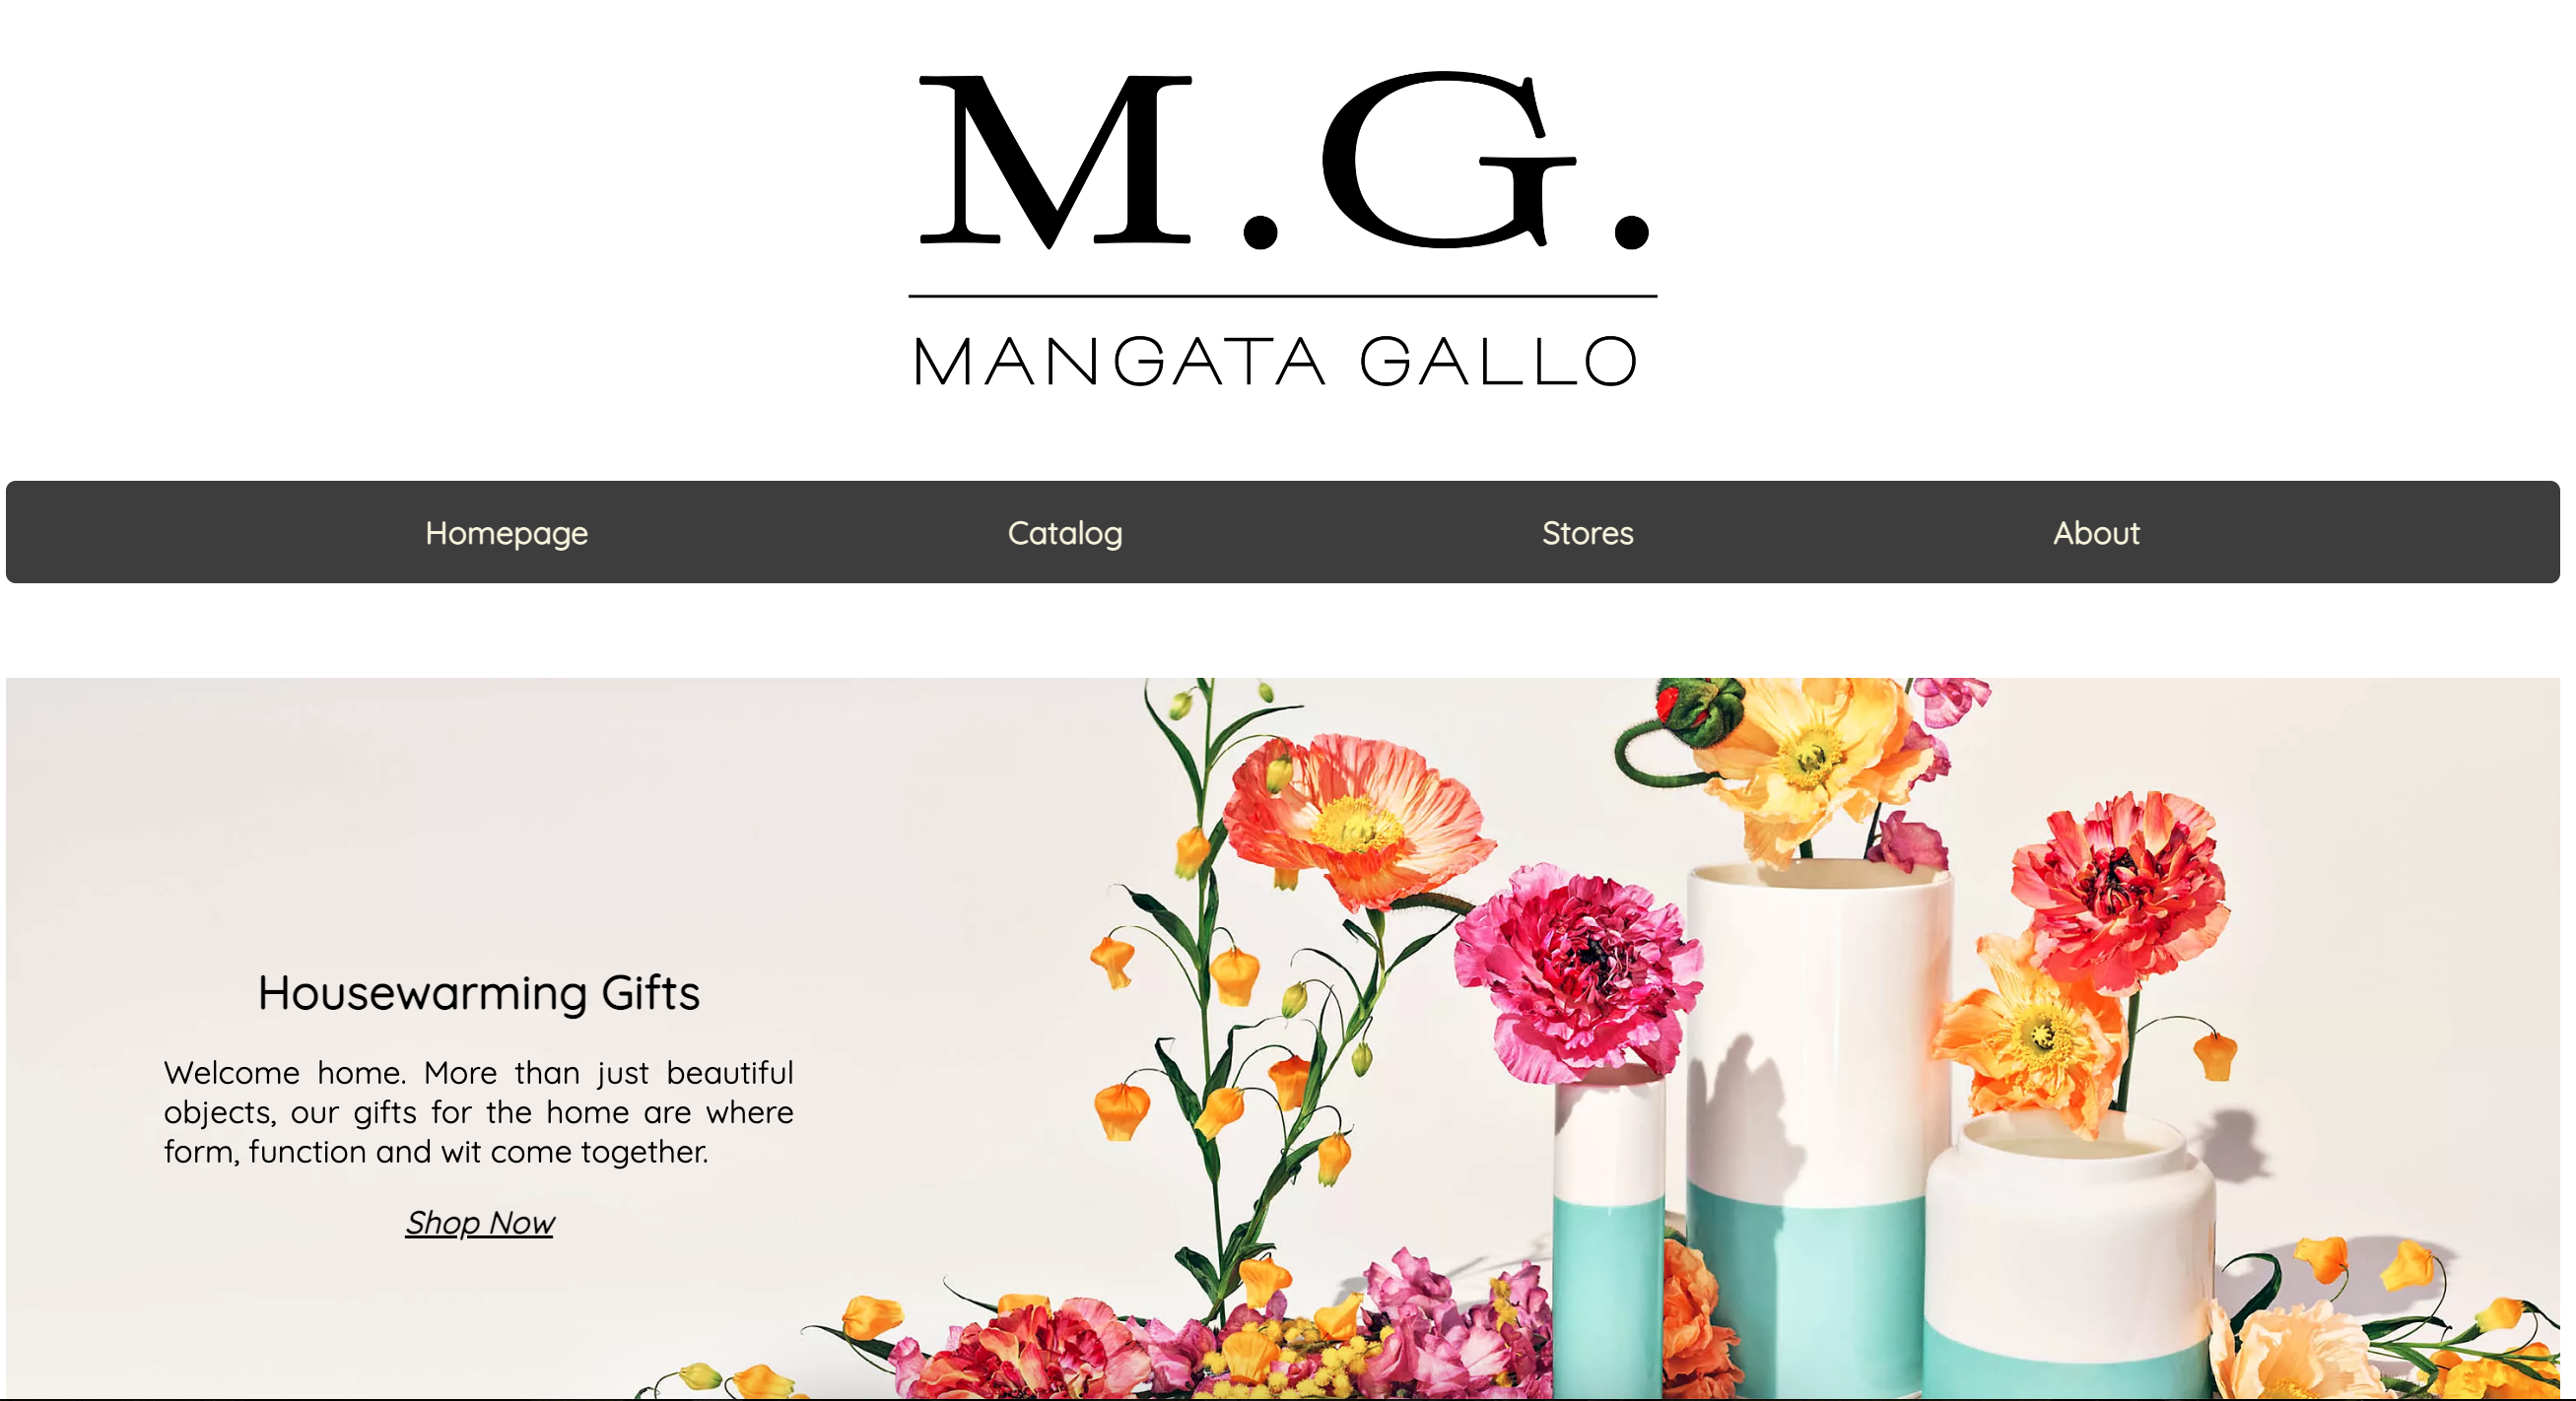 M.G.
MANGATA GALLO
Homepage Catalog Stores About
Housewarming Gifts
Welcome home. More than just beautiful
objects, our gifts for the home are where
form, function and wit come together.
Shop Now